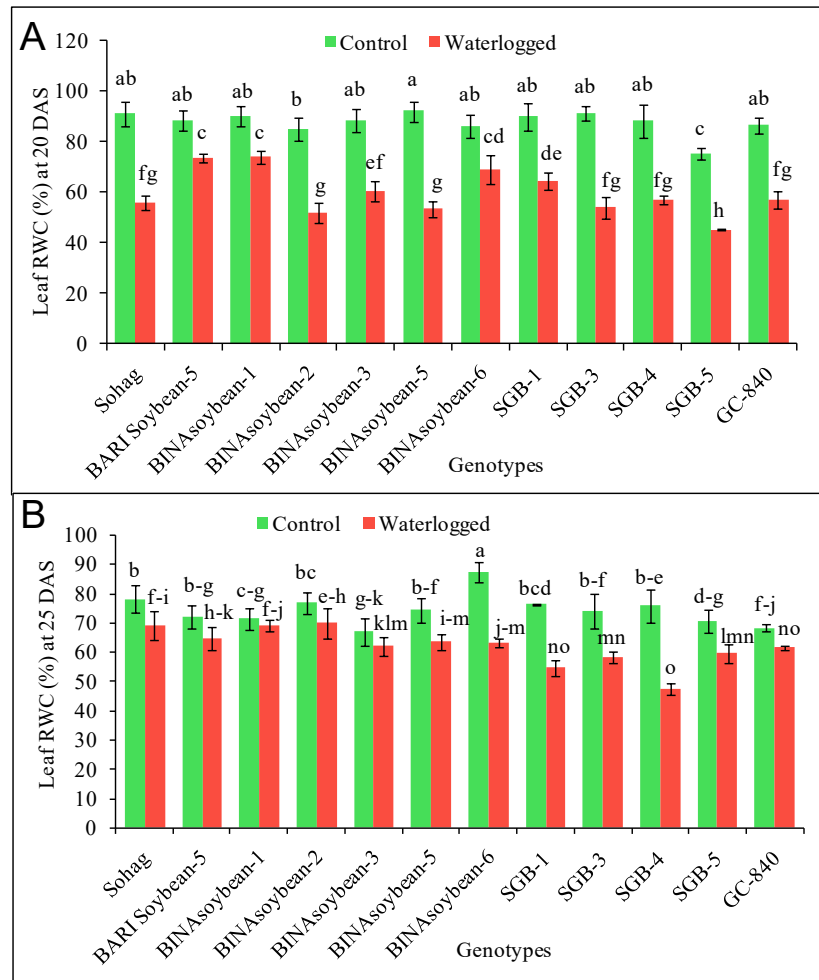 A
Control Waterlogged
Leaf RWC (%) at 20 DAS
120
100
80
60
40
20
0
ab fg ab c ab c b g ab ef a g ab cd ab de ab fg ab fg c h ab fg
Sohag
BARI Soybean-5
BINAsoybean-1
BINAsoybean-2
BINAsoybean-3
BINAsoybean-5
BINAsoybean-6
SGB-1
SGB-3
SGB-4
SGB-5
GC-840
Genotypes
B
Control Waterlogged
Leaf RWC (%) at 25 DAS
100
90
80
70
60
50
40
30
20
10
0
b f-i b-g h-k c-g f-j bc e-h g-k klm b-f i-m a j-m bcd no b-f mn b-e o d-g lmn f-j no
Sohag
BARI Soybean-5
BINAsoybean-1
BINAsoybean-2
BINAsoybean-3
BINAsoybean-5
BINAsoybean-6
SGB-1
SGB-3
SGB-4
SGB-5
GC-840
Genotypes